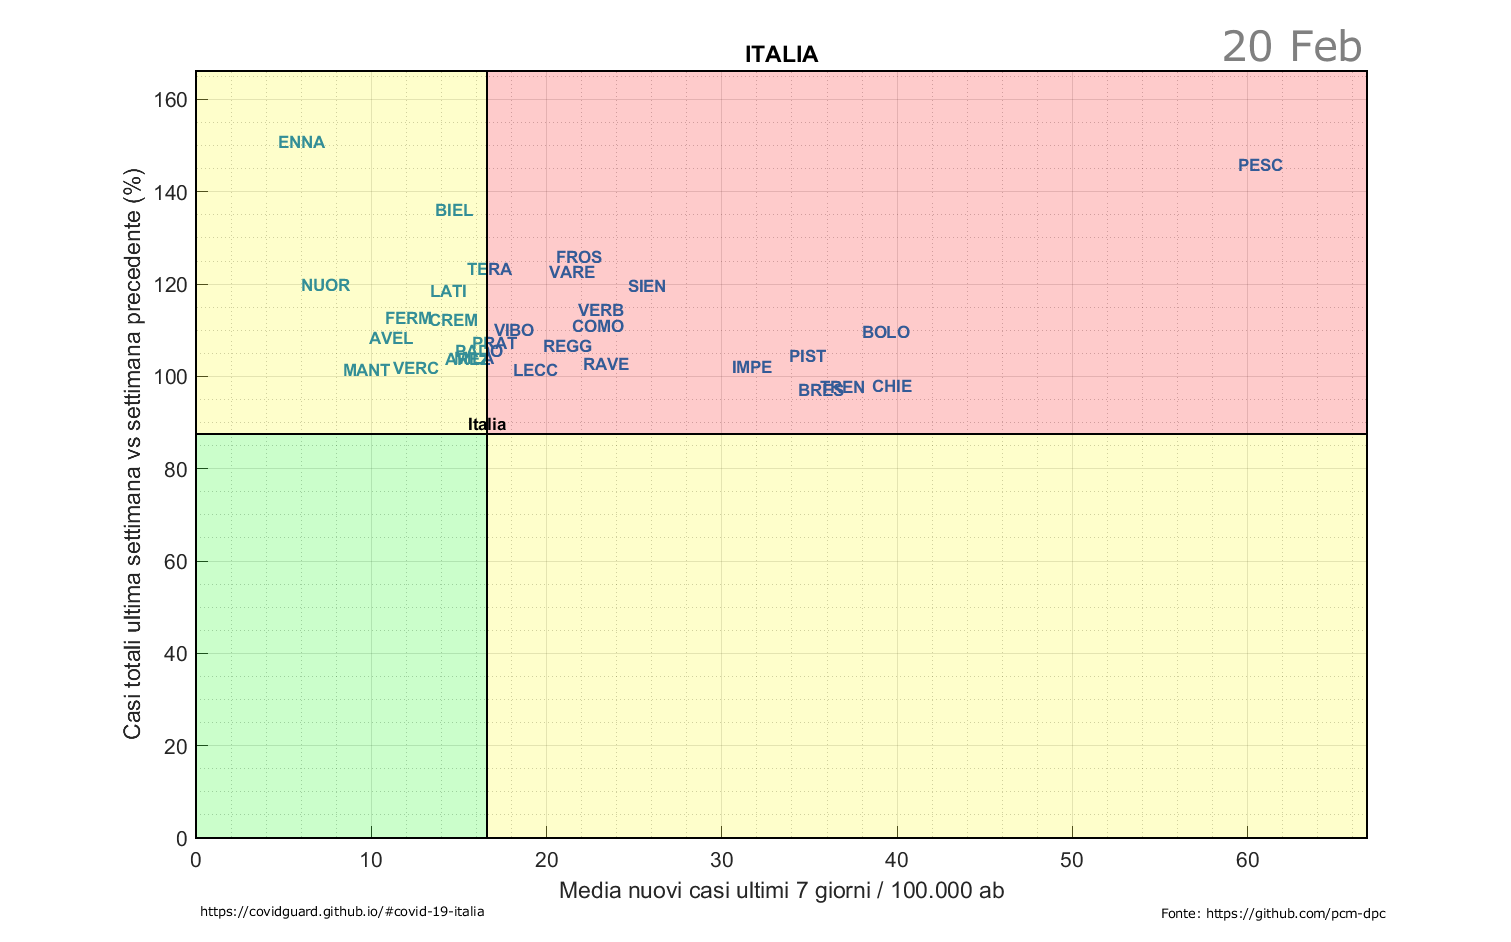 20 Feb
ITALIA
Casi totali ultima settimana vs settimana precedente (%)
160
140
120
100
80
60
40
20
0
ENNA
PESC
BIEL
FROS
TERA
VARE
NUOR
SIEN
LATI
VERB
FERM
CREM
COMO
VIBO
BOLO
AVEL
PRAT
REGG
PADO
PIST
RAVE
IMPE
VERC
MANT
LECC
TREN
CHIE
BRES
Italia
0
10
20
30
40
50
60
Media nuovi casi ultimi 7 giorni / 100.000 ab
https://covidguard.github.io/#covid-19-italia
Fonte: https://github.com/pcm-dpc